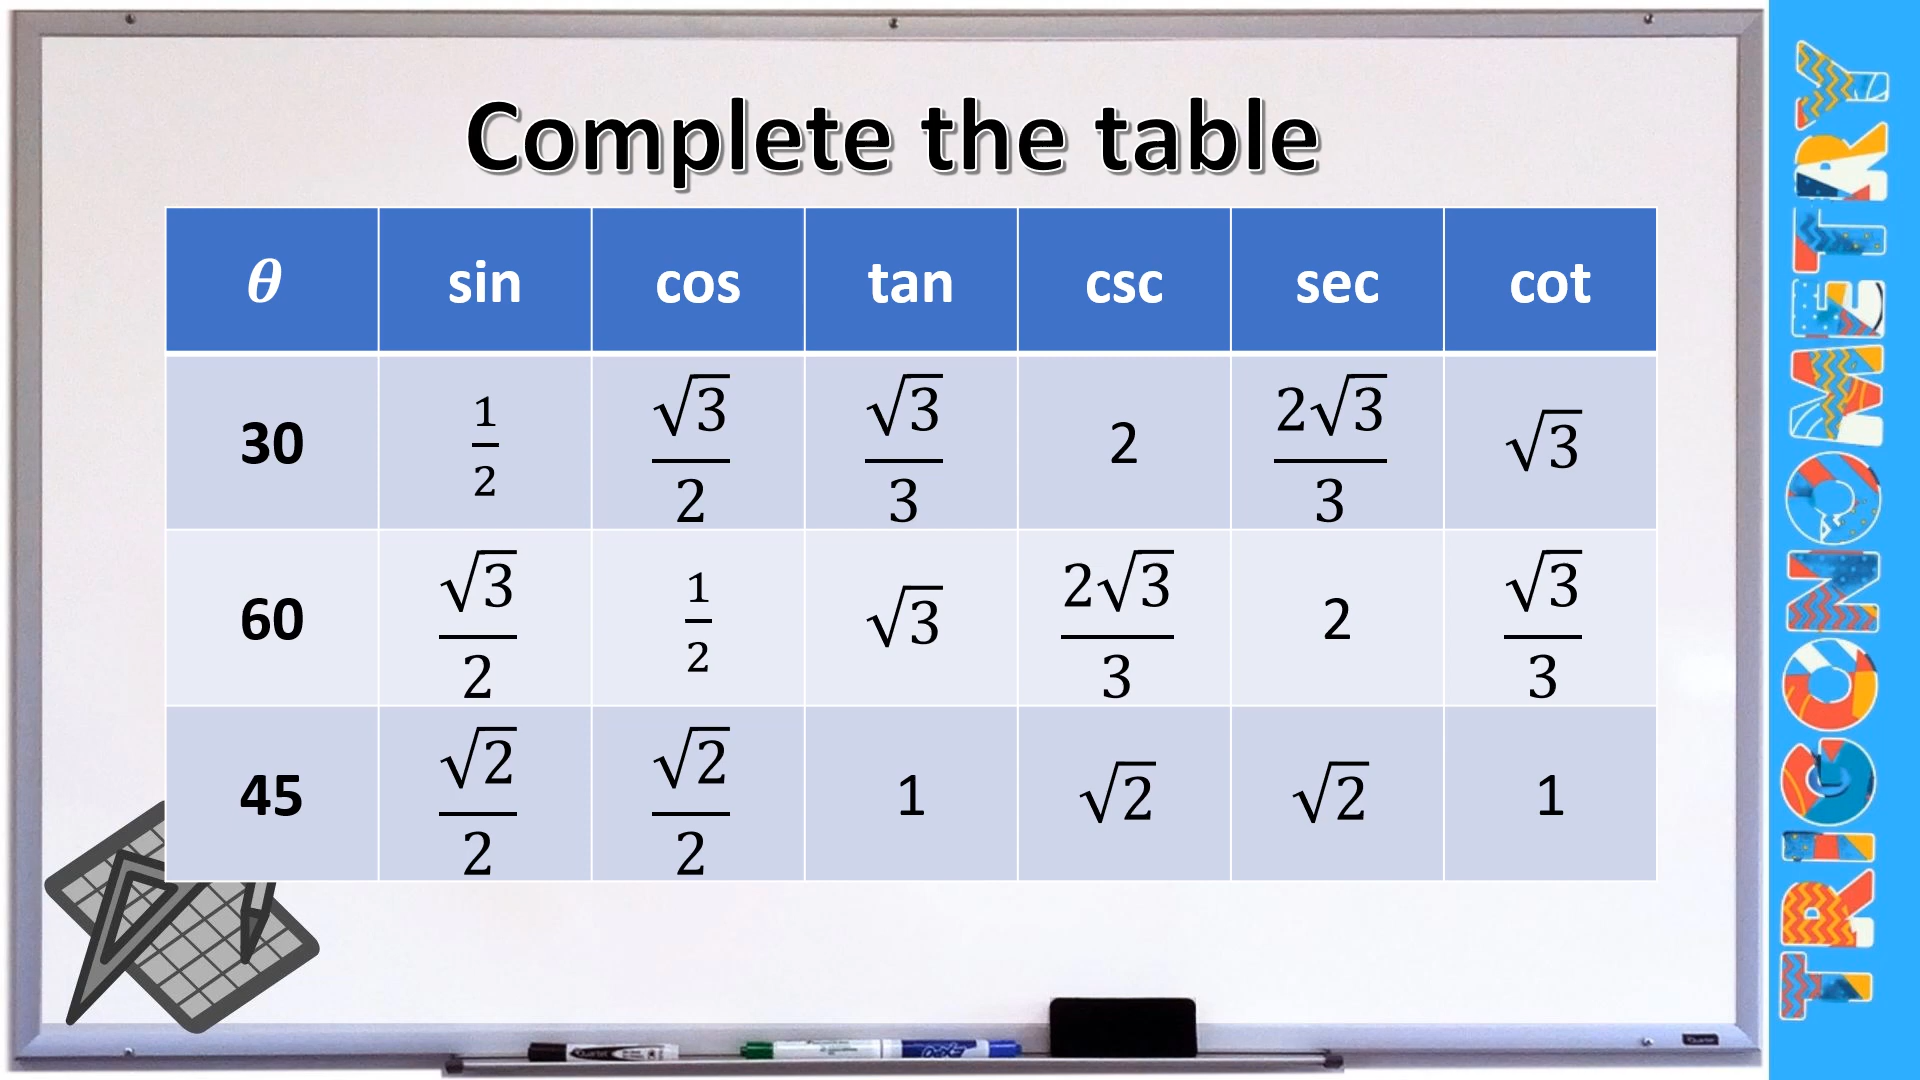 Complete the table
θ sin cos tan csc sec cot
30 1/2 √3/2 √3/3 2 2√3/3 √3
60 √3/2 1/2 √3 2√3/3 2 √3/3
45 √2/2 √2/2 1 √2 √2 1
TRIGONOMETRY
Quartet